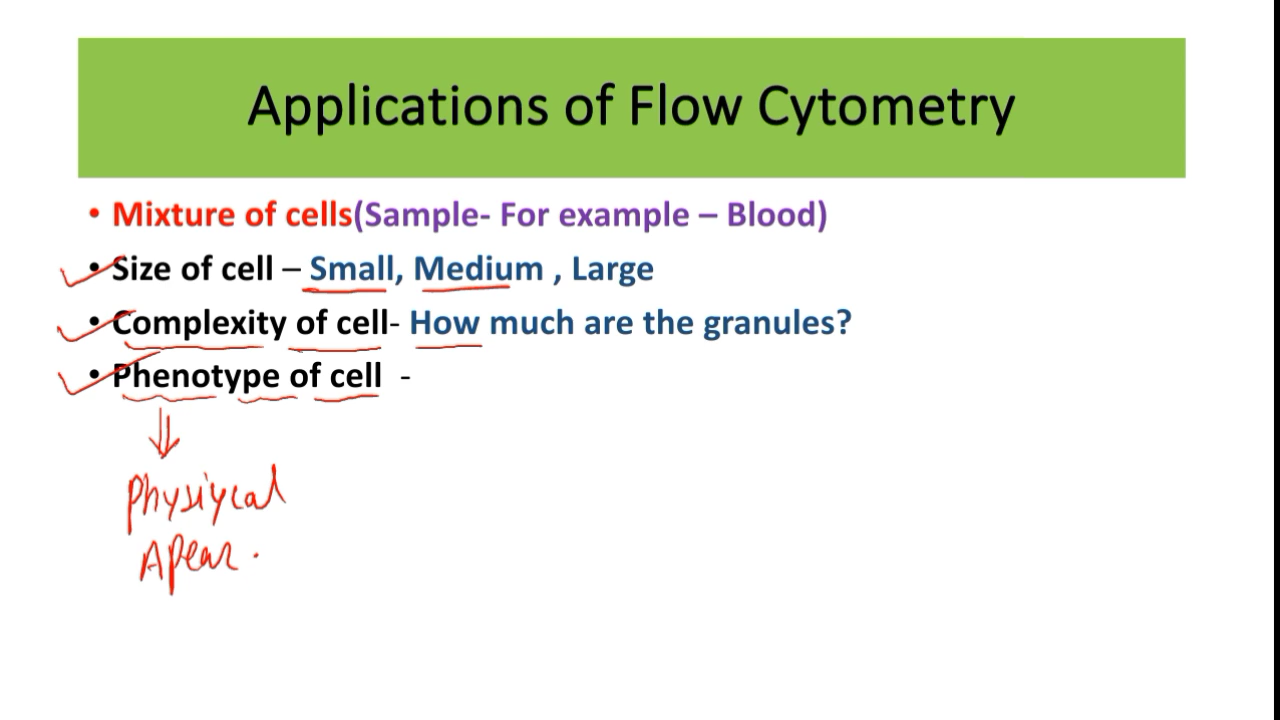 Applications of Flow Cytometry
• Mixture of cells(Sample- For example – Blood)
• Size of cell – Small, Medium , Large
• Complexity of cell- How much are the granules?
• Phenotype of cell -
Physiycal
Apear.